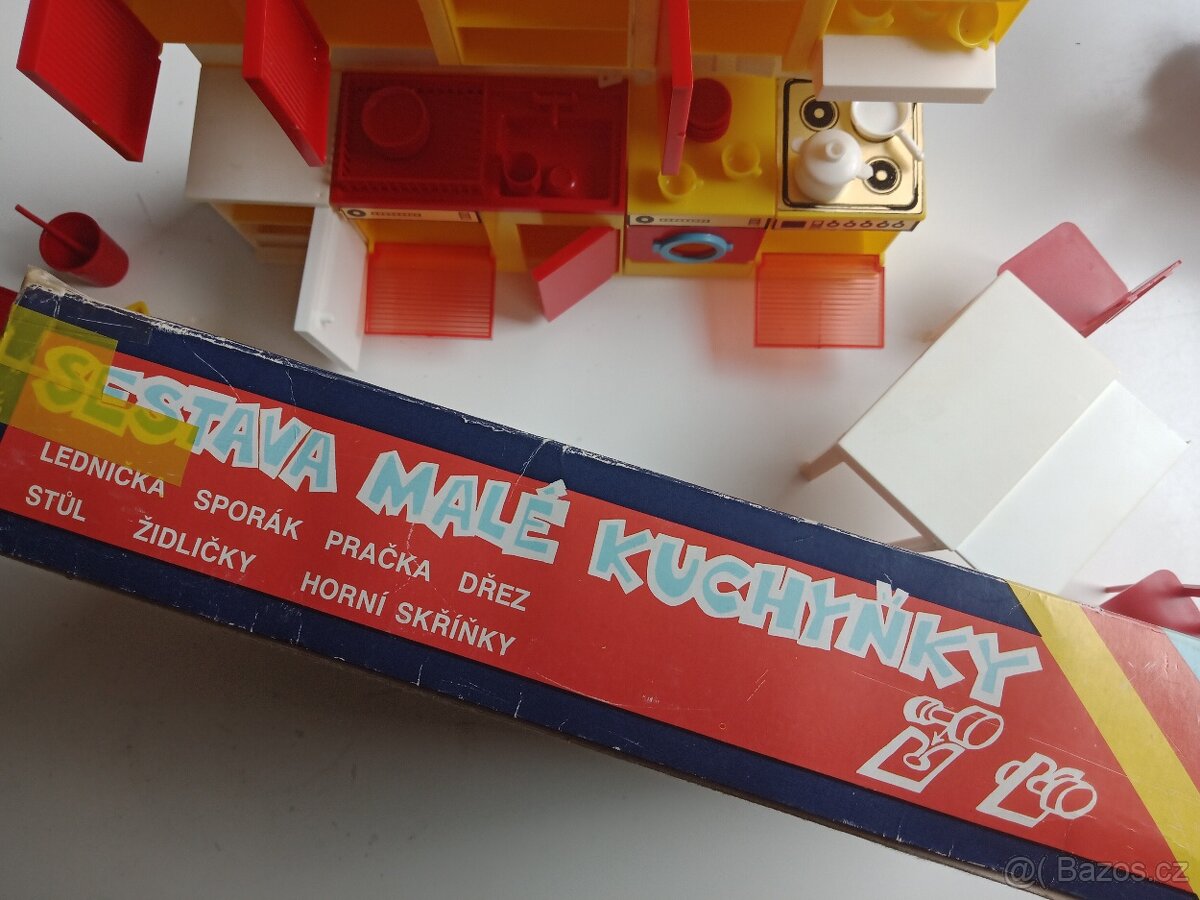 SESTAVA MALÉ KUCHYŇKY
LEDNIČKA SPORÁK PRAČKA DŘEZ
STŮL ŽIDLIČKY HORNÍ SKŘÍŇKY
@( Bazos.cz